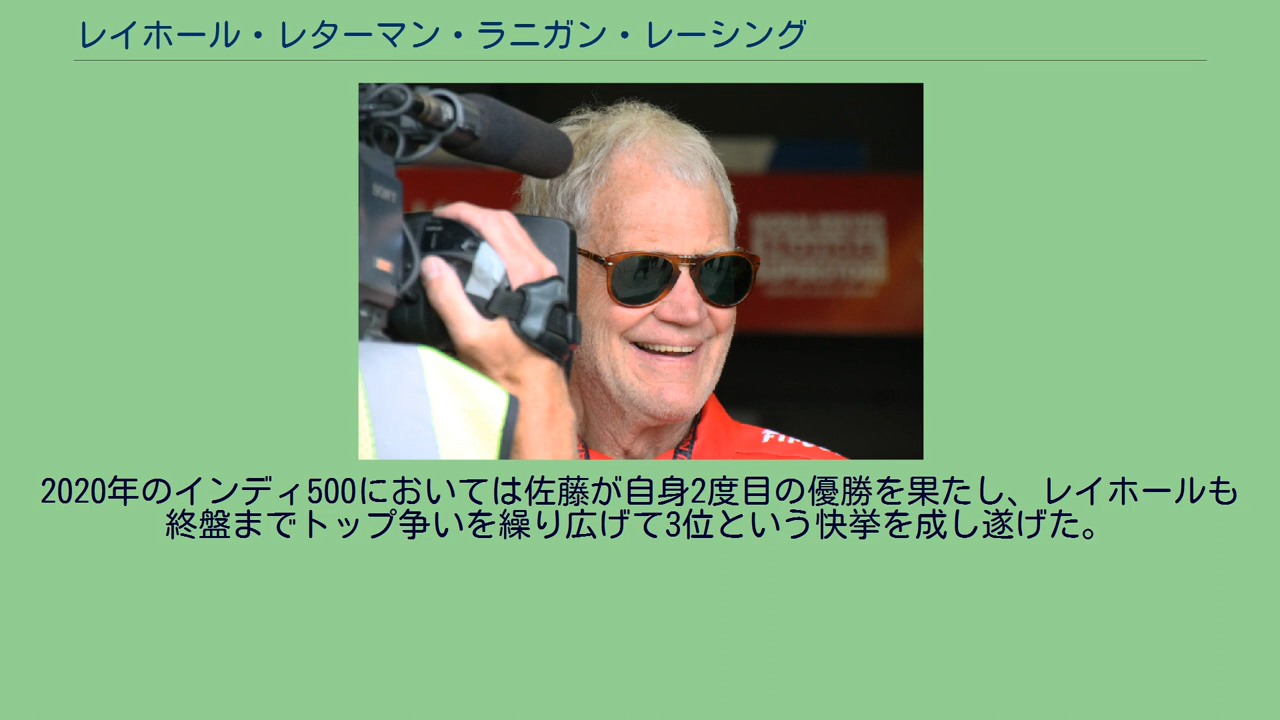 レイホール・レターマン・ラニガン・レーシング
SONY
Honda
2020年のインディ500においては佐藤が自身2度目の優勝を果たし、レイホールも
終盤までトップ争いを繰り広げて3位という快挙を成し遂げた。